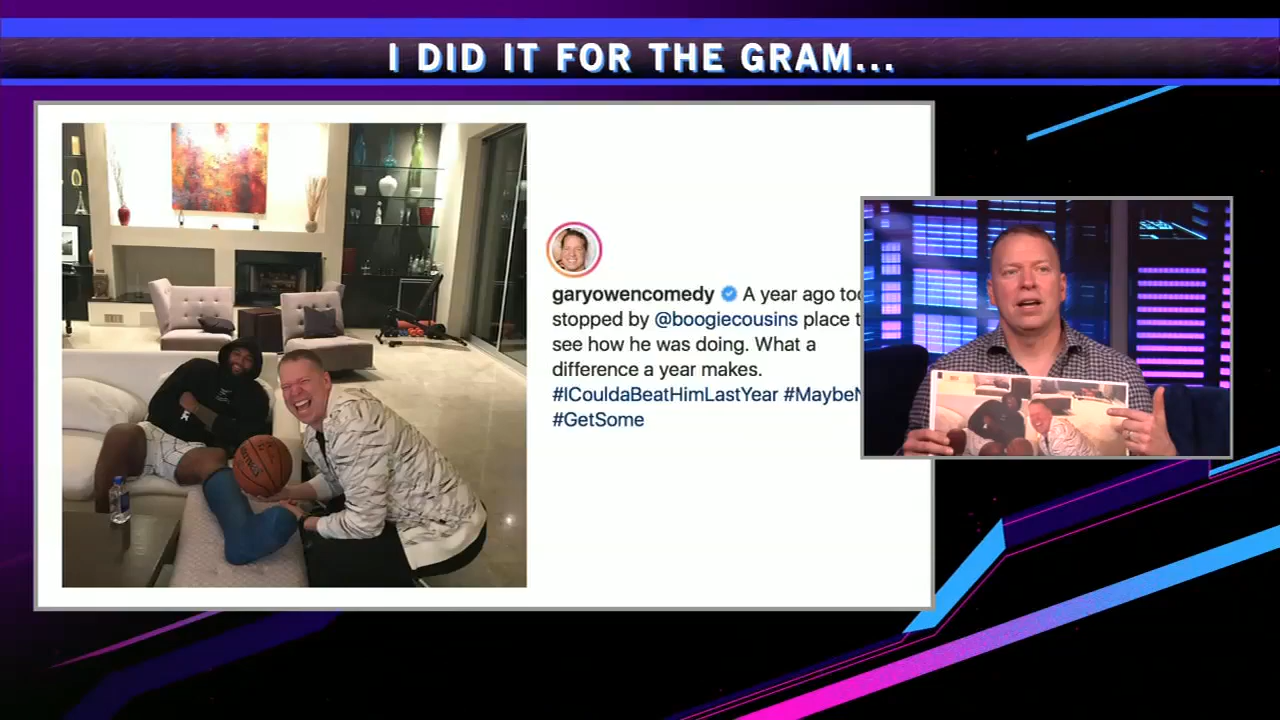 I DID IT FOR THE GRAM...
garyowencomedy A year ago
stopped by @boogiecousins place
see how he was doing. What a
difference a year makes.
#ICouldaBeatHimLastYear
#GetSome